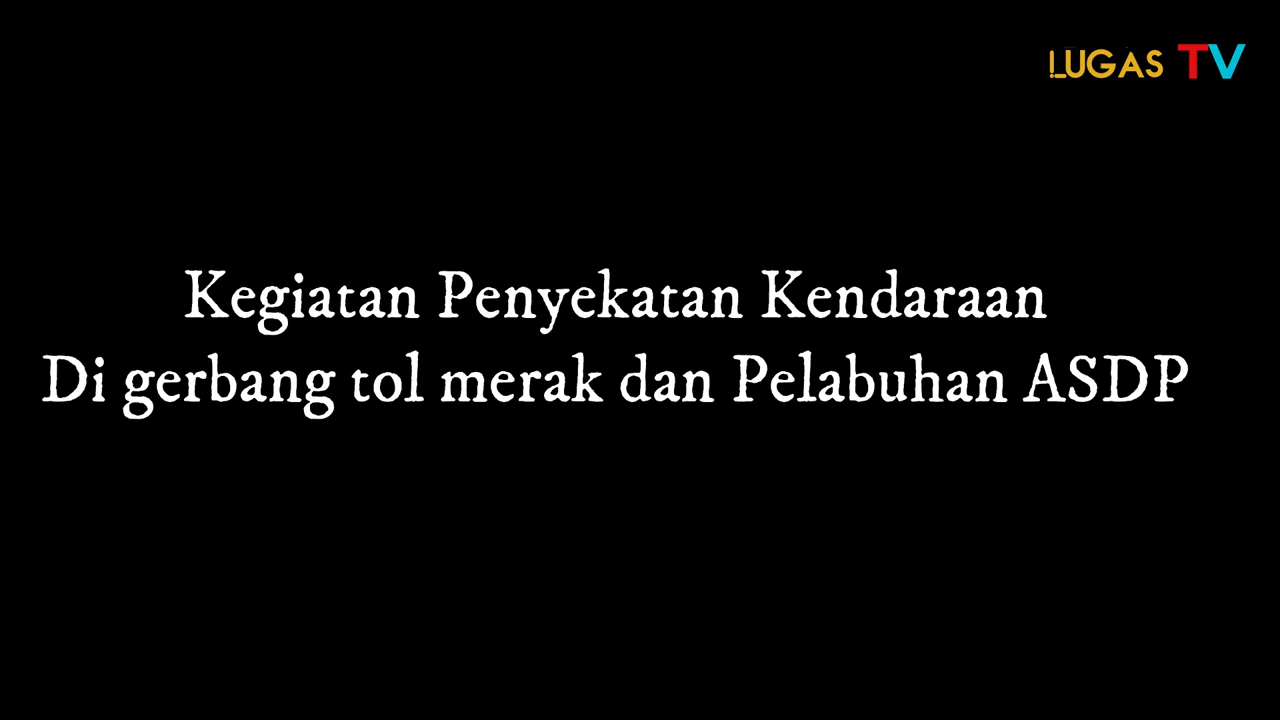 LUGAS TV
Kegiatan Penyekatan Kendaraan
Di gerbang tol merak dan Pelabuhan ASDP